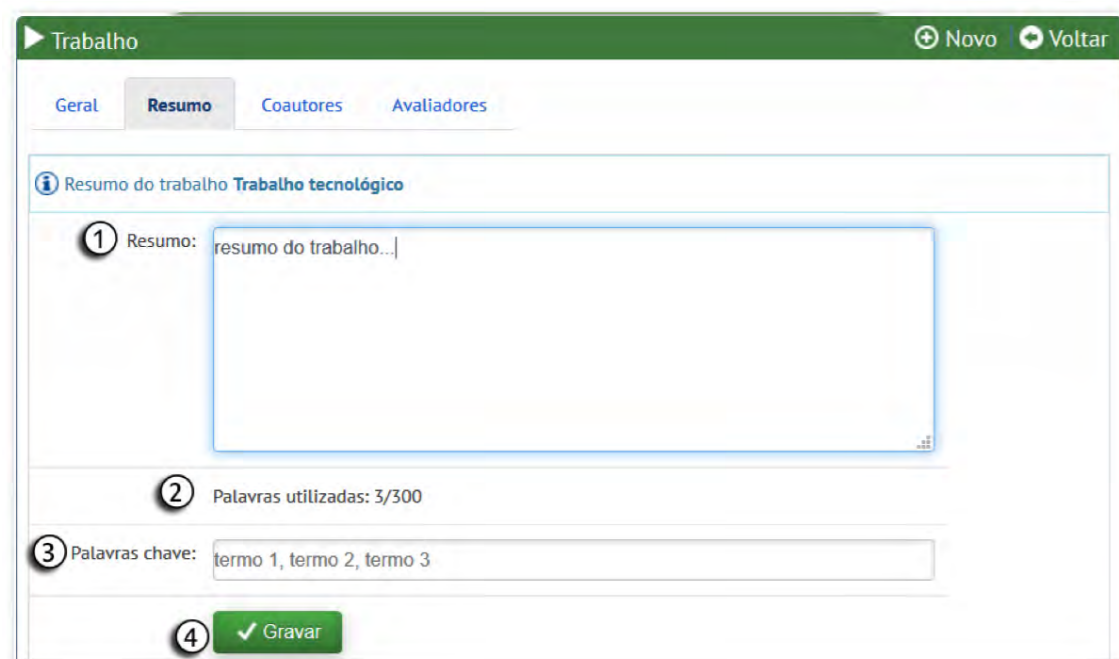 Trabalho Novo Voltar
Geral Resumo Coautores Avaliadores
Resumo do trabalho Trabalho tecnológico
1 Resumo: resumo do trabalho...
2 Palavras utilizadas: 3/300
3 Palavras chave: termo 1, termo 2, termo 3
4 Gravar